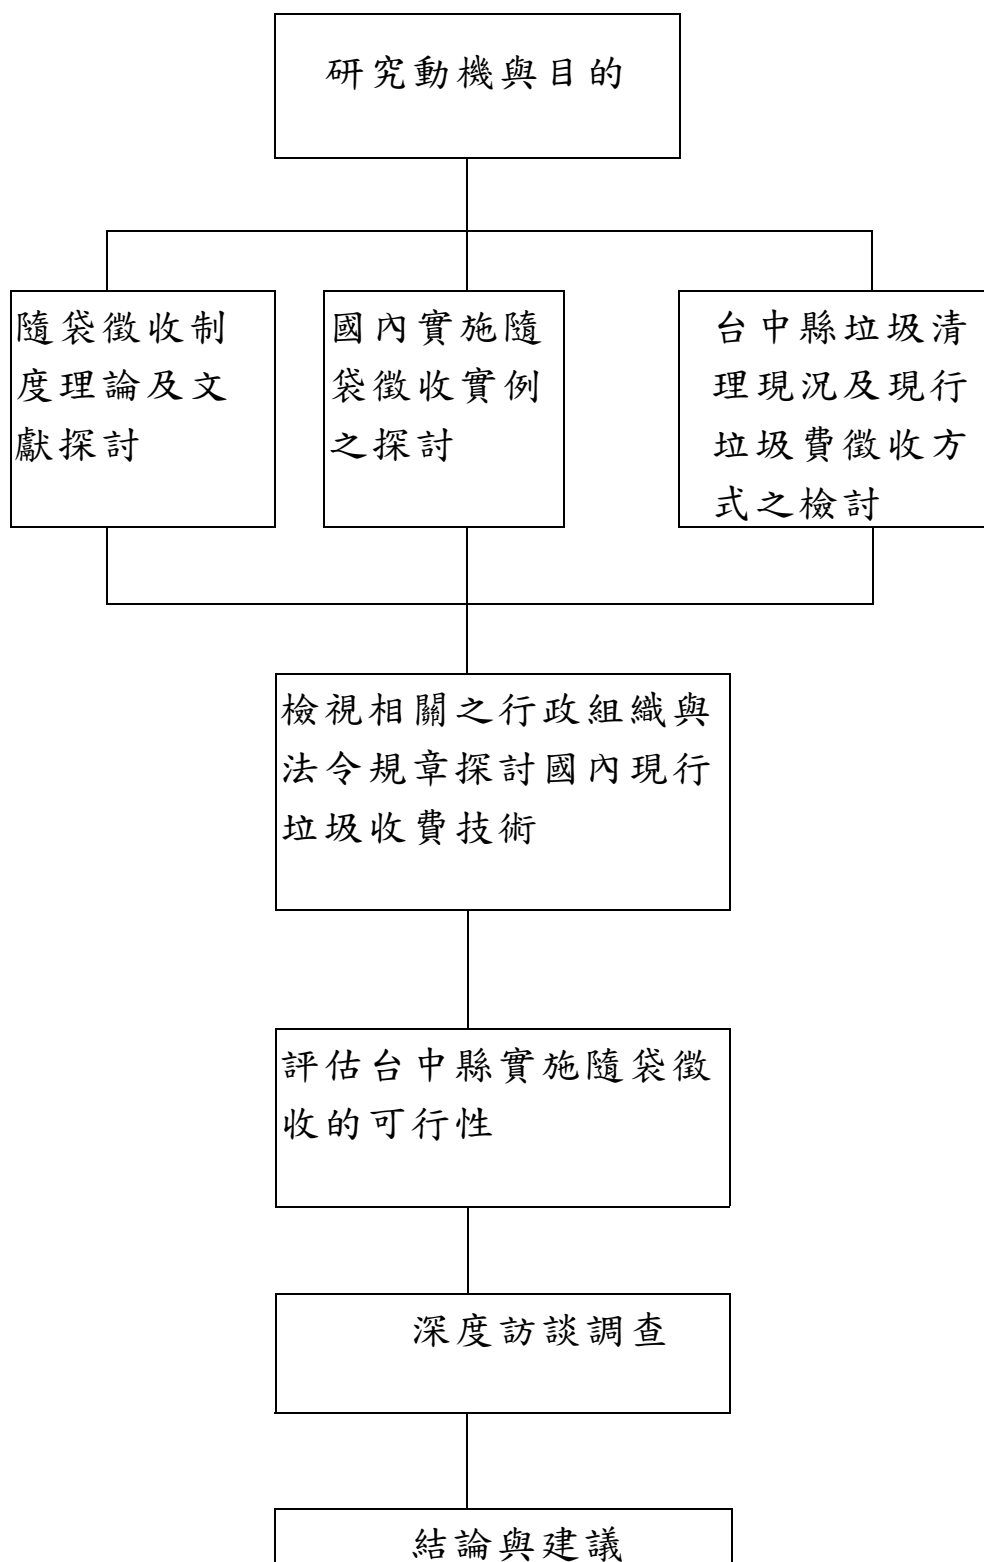 研究動機與目的
隨袋徵收制
度理論及文
獻探討
國內實施隨
袋徵收實例
之探討
台中縣垃圾清
理現況及現行
垃圾費徵收方
式之檢討
檢視相關之行政組織與
法令規章探討國內現行
垃圾收費技術
評估台中縣實施隨袋徵
收的可行性
深度訪談調查
結論與建議